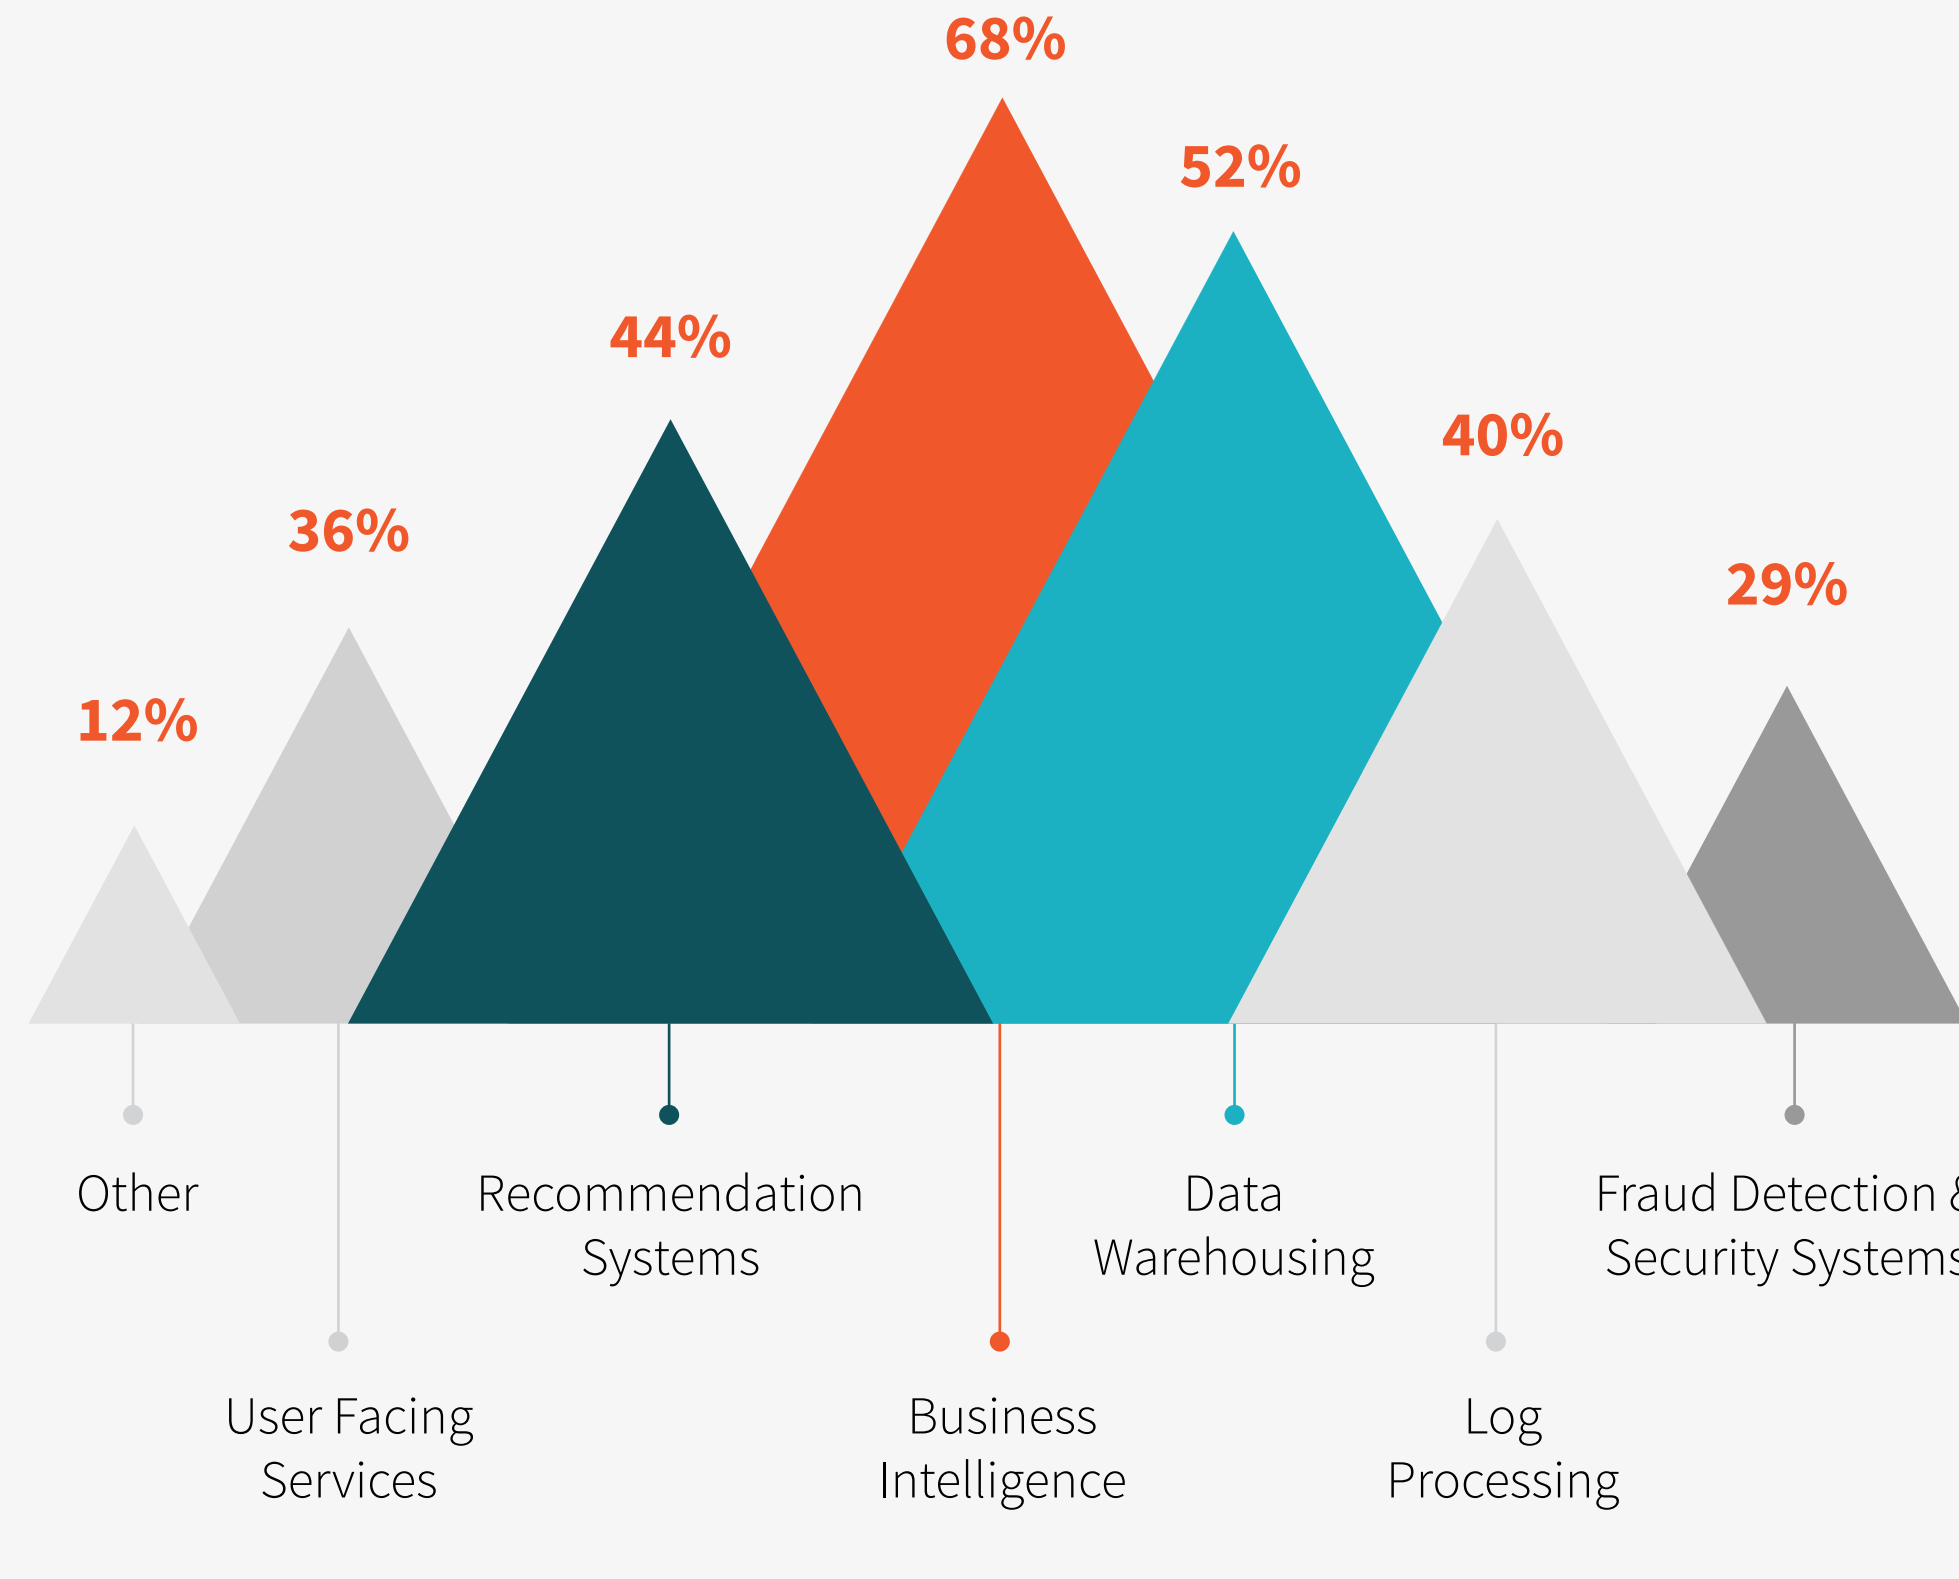 68%
52%
44%
40%
36%
29%
12%
Other
Recommendation
Systems
Data
Warehousing
Fraud Detection &
Security Systems
User Facing
Services
Business
Intelligence
Log
Processing